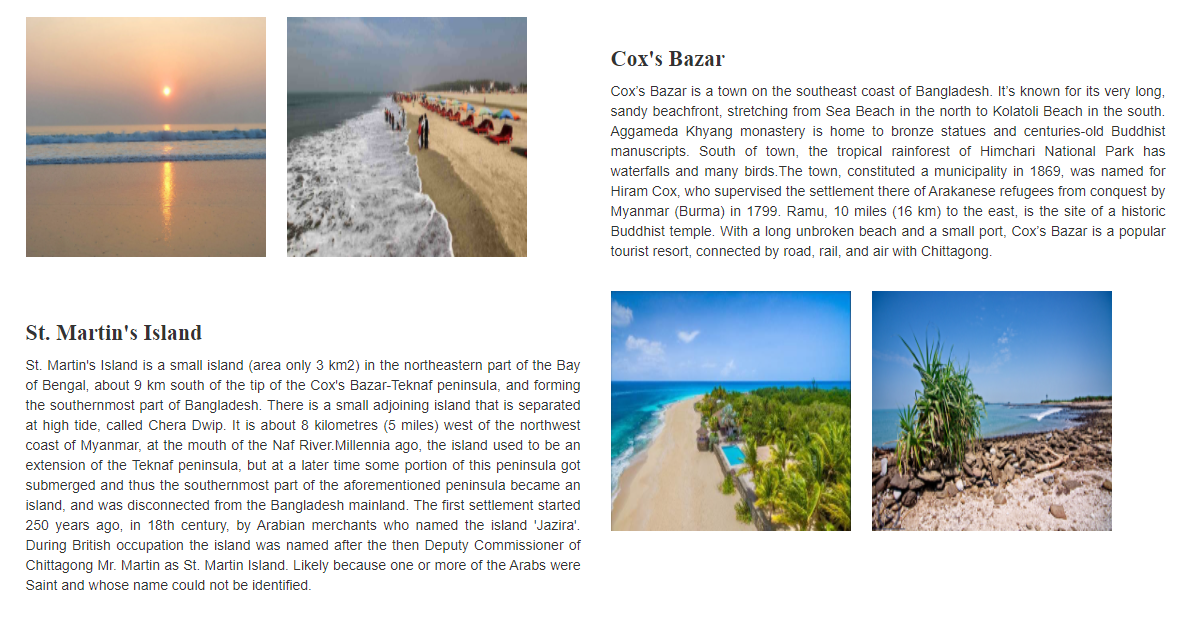 Cox's Bazar
Cox's Bazar is a town on the southeast coast of Bangladesh. It's known for its very long,
sandy beachfront, stretching from Sea Beach in the north to Kolatoli Beach in the south.
Aggameda Khyang monastery is home to bronze statues and centuries-old Buddhist
manuscripts. South of town, the tropical rainforest of Himchari National Park has
waterfalls and many birds.The town, constituted a municipality in 1869, was named for
Hiram Cox, who supervised the settlement there of Arakanese refugees from conquest by
Myanmar (Burma) in 1799. Ramu, 10 miles (16 km) to the east, is the site of a historic
Buddhist temple. With a long unbroken beach and a small port, Cox's Bazar is a popular
tourist resort, connected by road, rail, and air with Chittagong.
St. Martin's Island
St. Martin's Island is a small island (area only 3 km2) in the northeastern part of the Bay
of Bengal, about 9 km south of the tip of the Cox's Bazar-Teknaf peninsula, and forming
the southernmost part of Bangladesh. There is a small adjoining island that is separated
at high tide, called Chera Dwip. It is about 8 kilometres (5 miles) west of the northwest
coast of Myanmar, at the mouth of the Naf River.Millennia ago, the island used to be an
extension of the Teknaf peninsula, but at a later time some portion of this peninsula got
submerged and thus the southernmost part of the aforementioned peninsula became an
island, and was disconnected from the Bangladesh mainland. The first settlement started
250 years ago, in 18th century, by Arabian merchants who named the island 'Jazira'.
During British occupation the island was named after the then Deputy Commissioner of
Chittagong Mr. Martin as St. Martin Island. Likely because one or more of the Arabs were
Saint and whose name could not be identified.